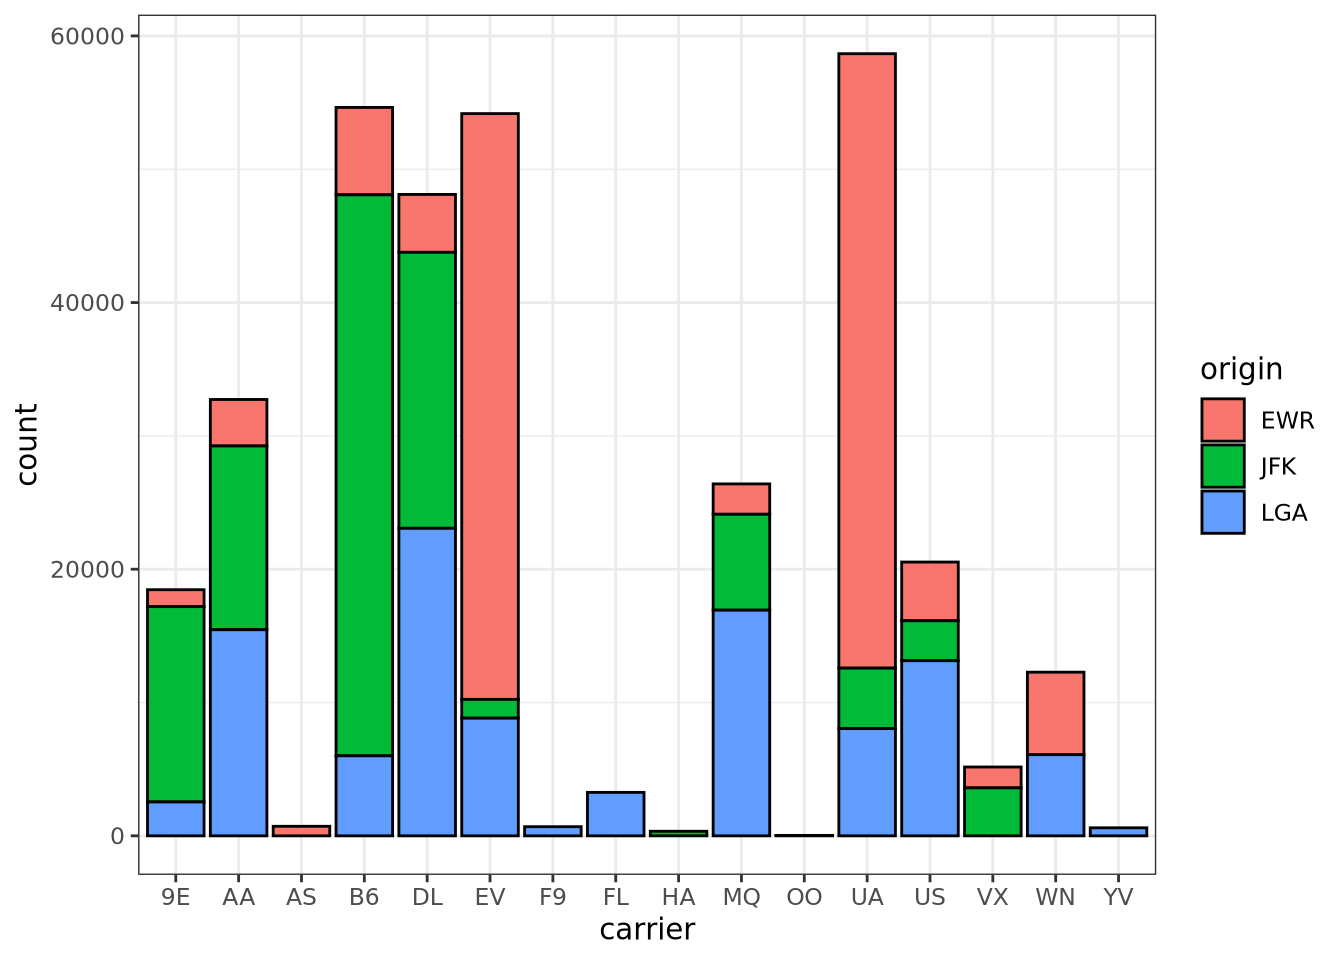 60000
40000
20000
0
count
9E AA AS B6 DL EV F9 FL HA MQ OO UA US VX WN YV
carrier
origin
EWR
JFK
LGA